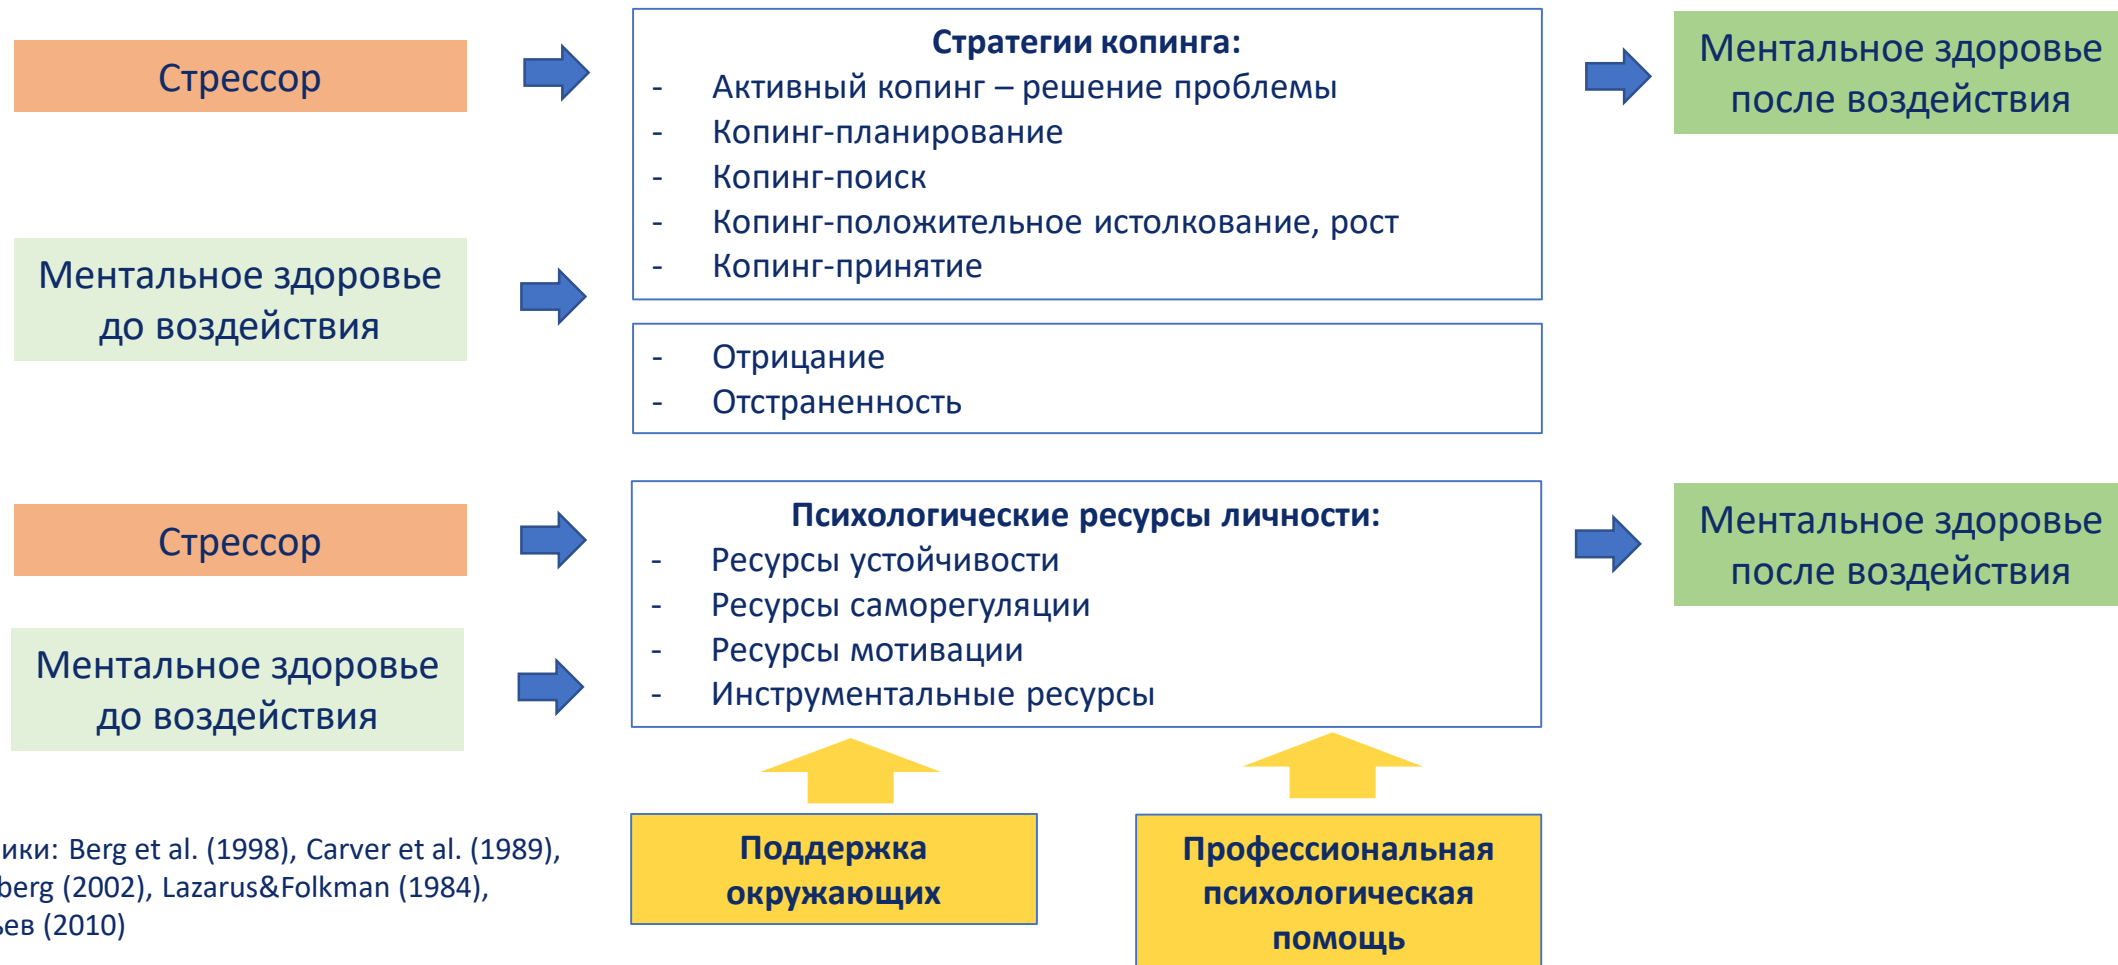 Стрессор
Ментальное здоровье
до воздействия
Стратегии копинга:
- Активный копинг – решение проблемы
- Копинг-планирование
- Копинг-поиск
- Копинг-положительное истолкование, рост
- Копинг-принятие
- Отрицание
- Отстраненность
Ментальное здоровье
после воздействия
Стрессор
Ментальное здоровье
до воздействия
Психологические ресурсы личности:
- Ресурсы устойчивости
- Ресурсы саморегуляции
- Ресурсы мотивации
- Инструментальные ресурсы
Ментальное здоровье
после воздействия
Поддержка
окружающих
Профессиональная
психологическая
помощь
ики: Berg et al. (1998), Carver et al. (1989),
berg (2002), Lazarus&Folkman (1984),
ев (2010)